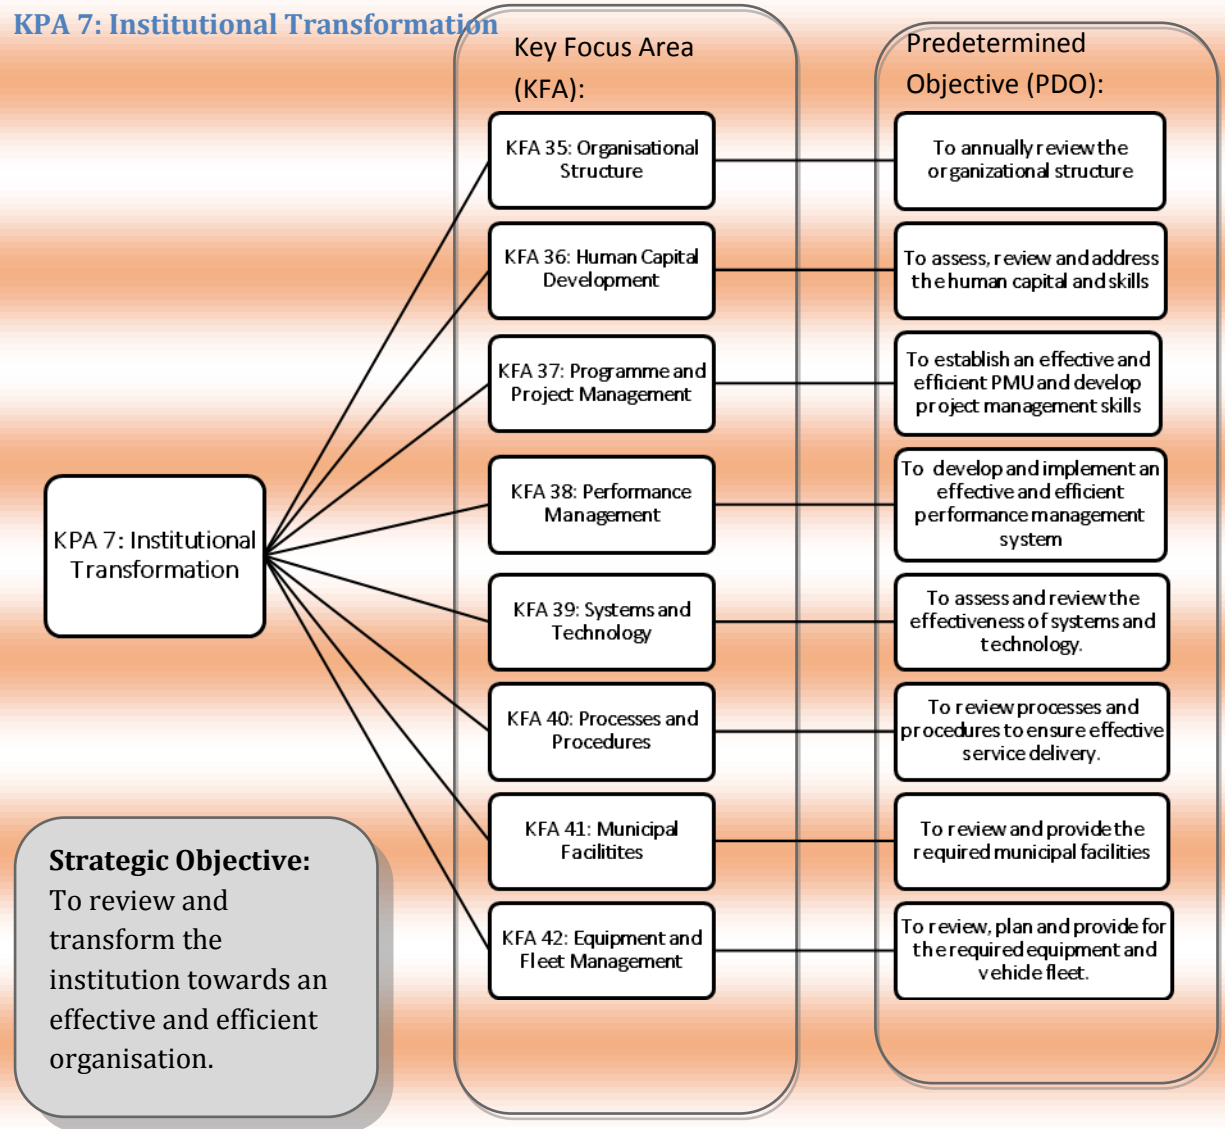 KPA 7: Institutional Transformation
Key Focus Area
(KFA):
Predetermined
Objective (PDO):
KFA 35: Organisational
Structure
To annually review the
organizational structure
KFA 36: Human Capital
Development
To assess, review and address
the human capital and skills
KFA 37: Programme and
Project Management
To establish an effective and
efficient PMU and develop
project management skills
KFA 38: Performance
Management
To develop and implement an
effective and efficient
performance management
system
KPA 7: Institutional
Transformation
KFA 39: Systems and
Technology
To assess and review the
effectiveness of systems and
technology.
KFA 40: Processes and
Procedures
To review processes and
procedures to ensure effective
service delivery.
KFA 41: Municipal
Facilitites
To review and provide the
required municipal facilities
KFA 42: Equipment and
Fleet Management
To review, plan and provide for
the required equipment and
vehicle fleet.
Strategic Objective:
To review and
transform the
institution towards an
effective and efficient
organisation.